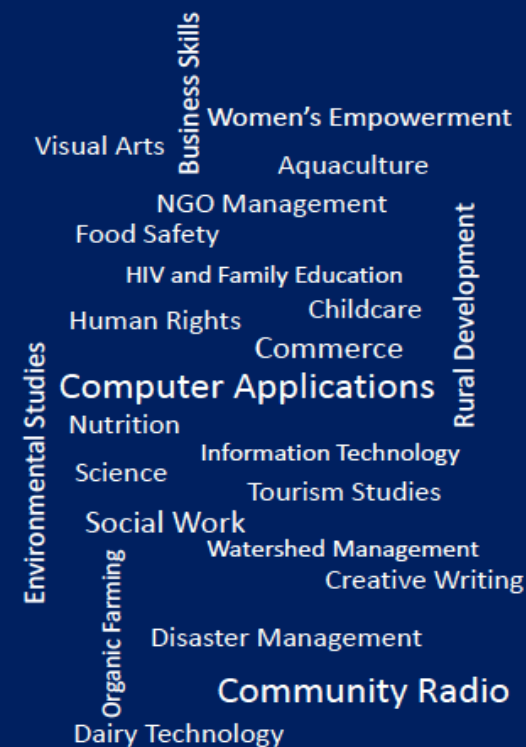 Business Skills
Women’s Empowerment
Visual Arts
Aquaculture
NGO Management
Food Safety
Rural Development
HIV and Family Education
Childcare
Human Rights
Commerce
Environmental Studies
Computer Applications
Nutrition
Information Technology
Science
Tourism Studies
Social Work
Watershed Management
Organic Farming
Creative Writing
Disaster Management
Community Radio
Dairy Technology